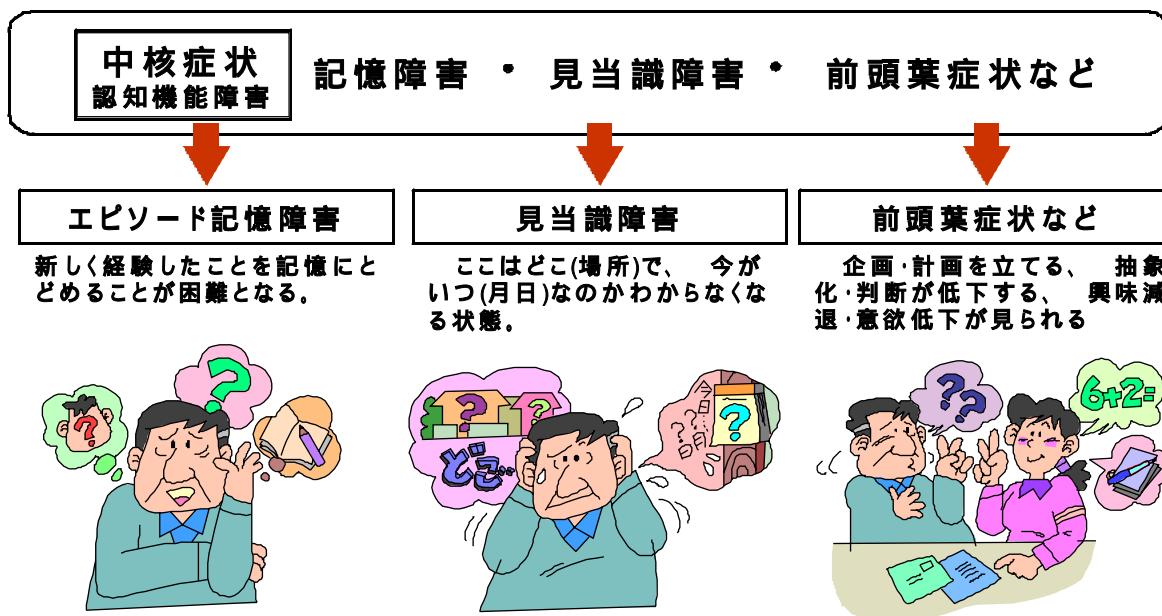 中核症状
認知機能障害
記憶障害・見当識障害・前頭葉症状など
エピソード記憶障害
新しく経験したことを記憶にと
どめることが困難となる。
見当識障害
ここはどこ(場所)で、 今が
いつ(月日)なのかわからなくな
る状態。
前頭葉症状など
企画・計画を立てる、 抽象
化・判断が低下する、 興味減
退・意欲低下が見られる
?
?
?
?
どこ
今日
?
??
6+2=